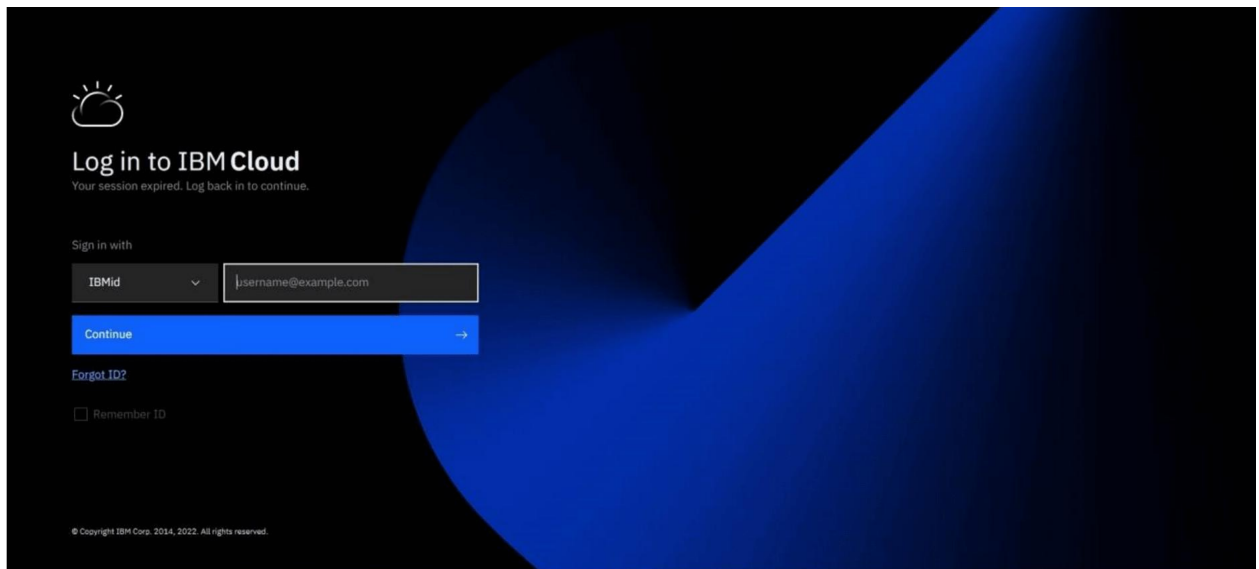 Log in to IBM Cloud
Your session expired. Log back in to continue.
Sign in with
IBMid
username@example.com
Continue
Forgot ID?
Remember ID
© Copyright IBM Corp. 2014, 2022. All rights reserved.